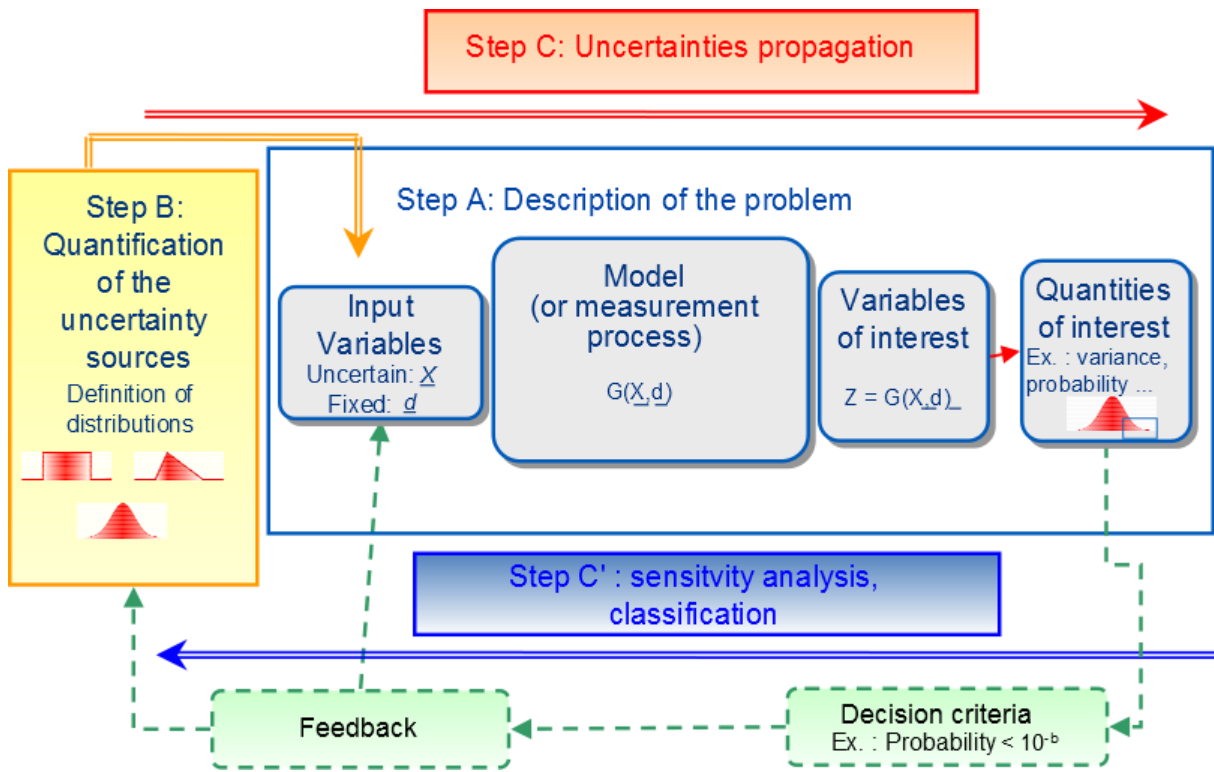 Step C: Uncertainties propagation
Step B:
Quantification
of the
uncertainty
sources
Definition of
distributions
Step A: Description of the problem
Input
Variables
Uncertain: X
Fixed: d
Model
(or measurement
process)
G(X,d)
Variables
of interest
Z = G(X,d)
Quantities
of interest
Ex. : variance,
probability ...
Step C' : sensitvity analysis,
classification
Feedback
Decision criteria
Ex. : Probability < 10⁻ᵇ